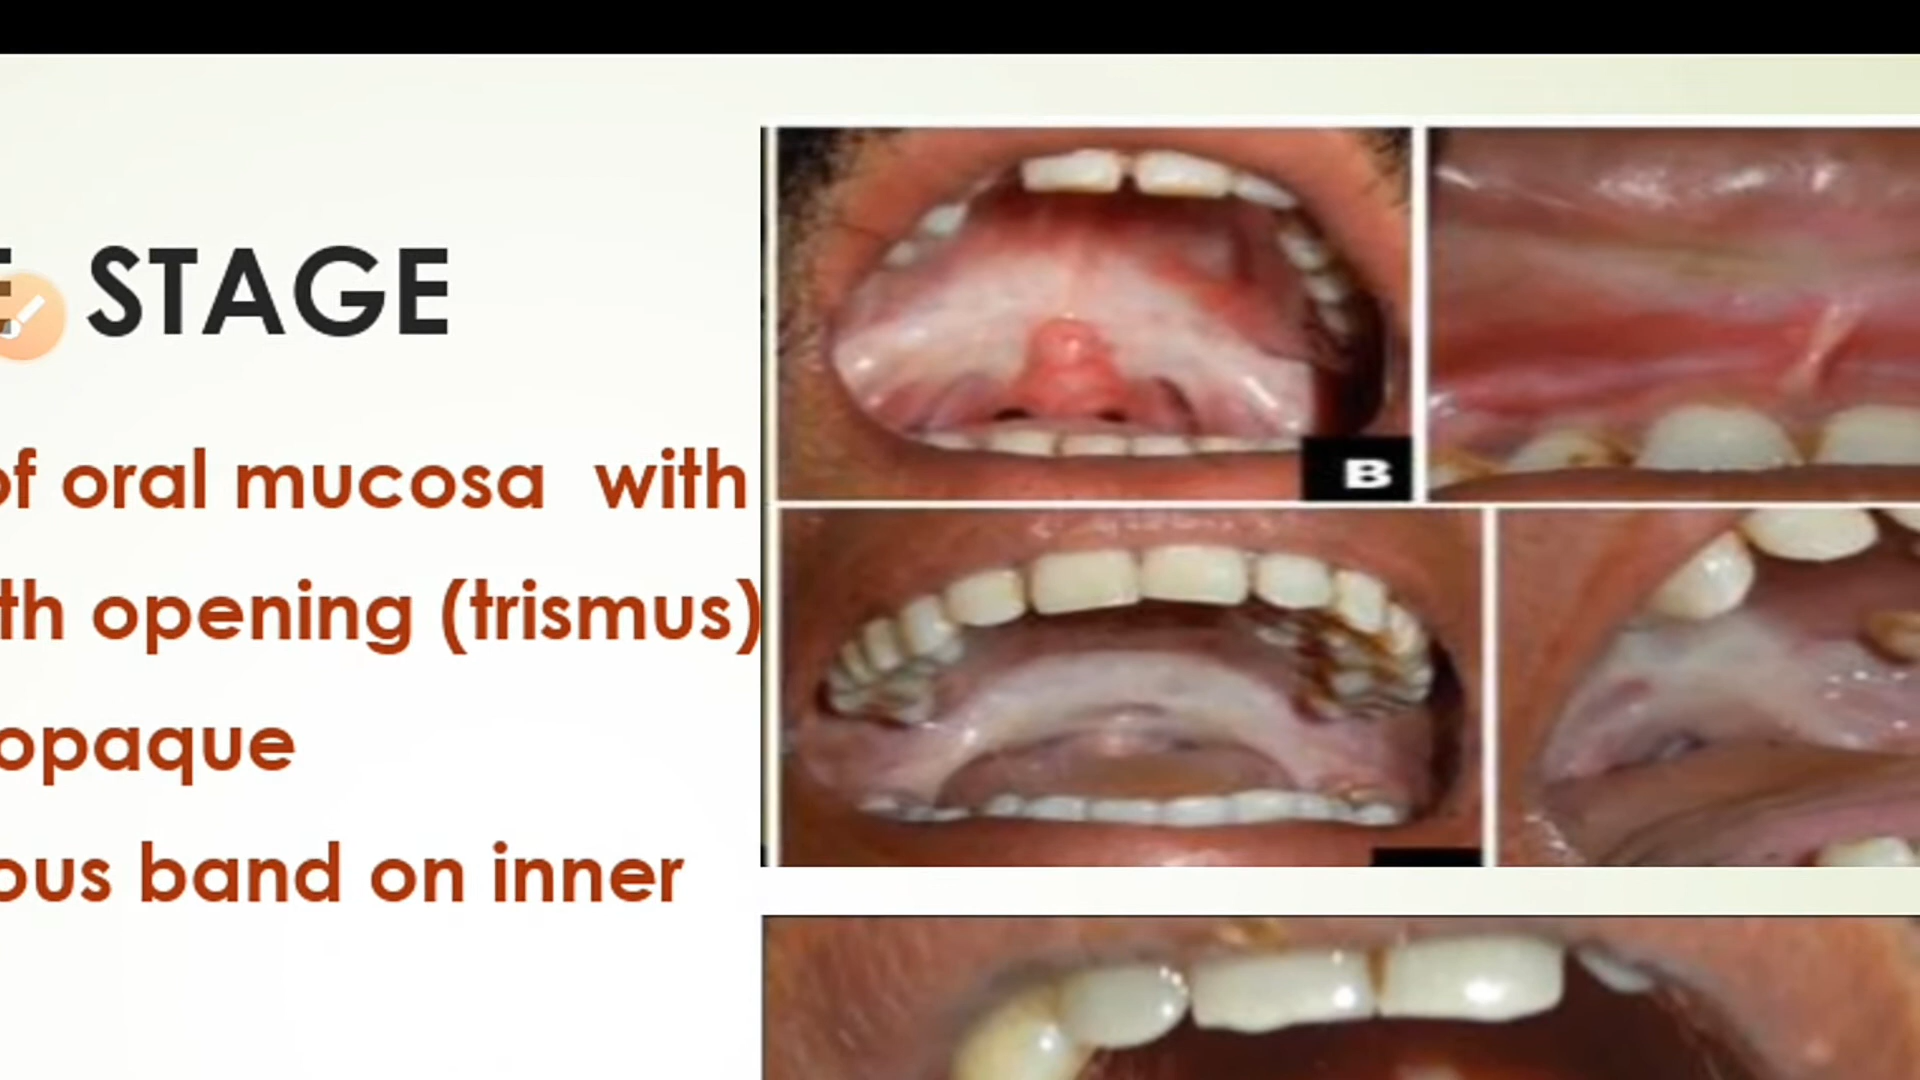 STAGE
of oral mucosa with
th opening (trismus)
opaque
ous band on inner
B